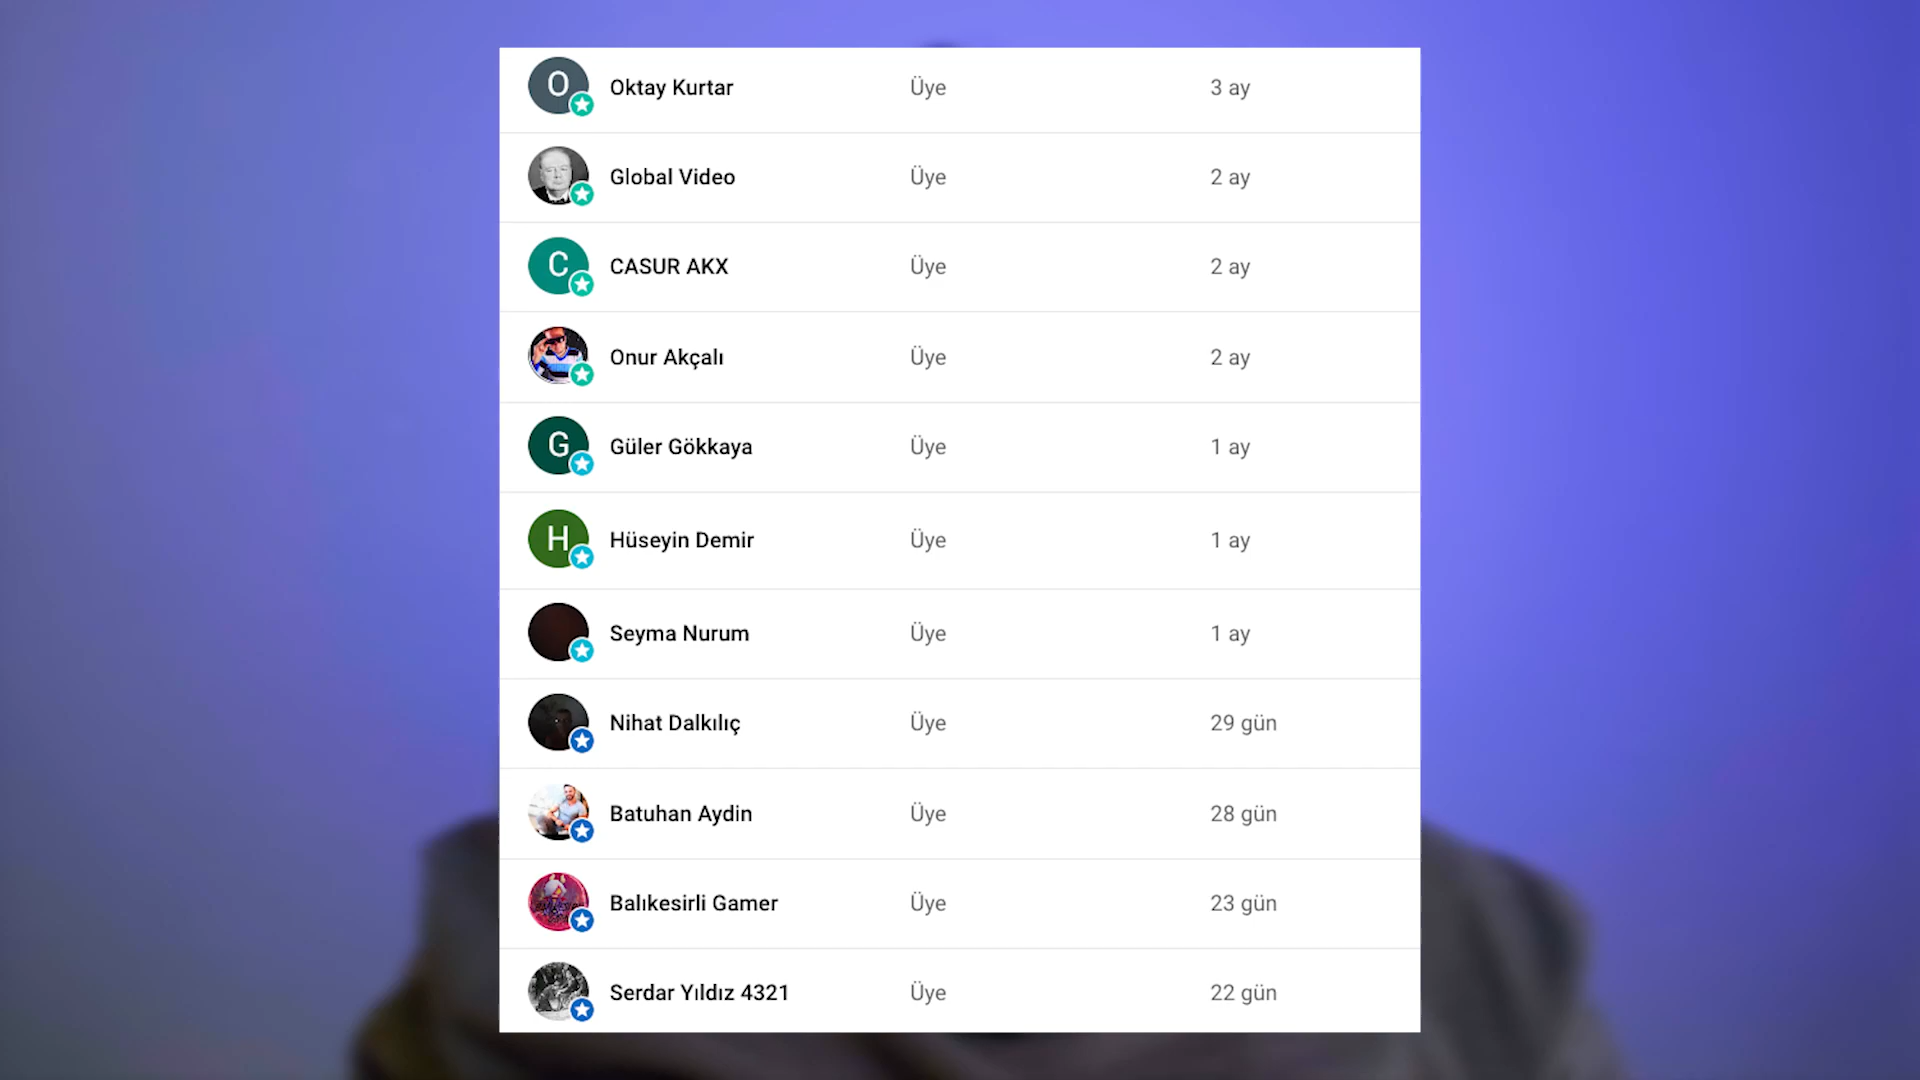 O Oktay Kurtar Üye 3 ay
Global Video Üye 2 ay
C CASUR AKX Üye 2 ay
Onur Akçalı Üye 2 ay
G Güler Gökkaya Üye 1 ay
H Hüseyin Demir Üye 1 ay
Seyma Nurum Üye 1 ay
Nihat Dalkılıç Üye 29 gün
Batuhan Aydin Üye 28 gün
Balıkesirli Gamer Üye 23 gün
Serdar Yıldız 4321 Üye 22 gün